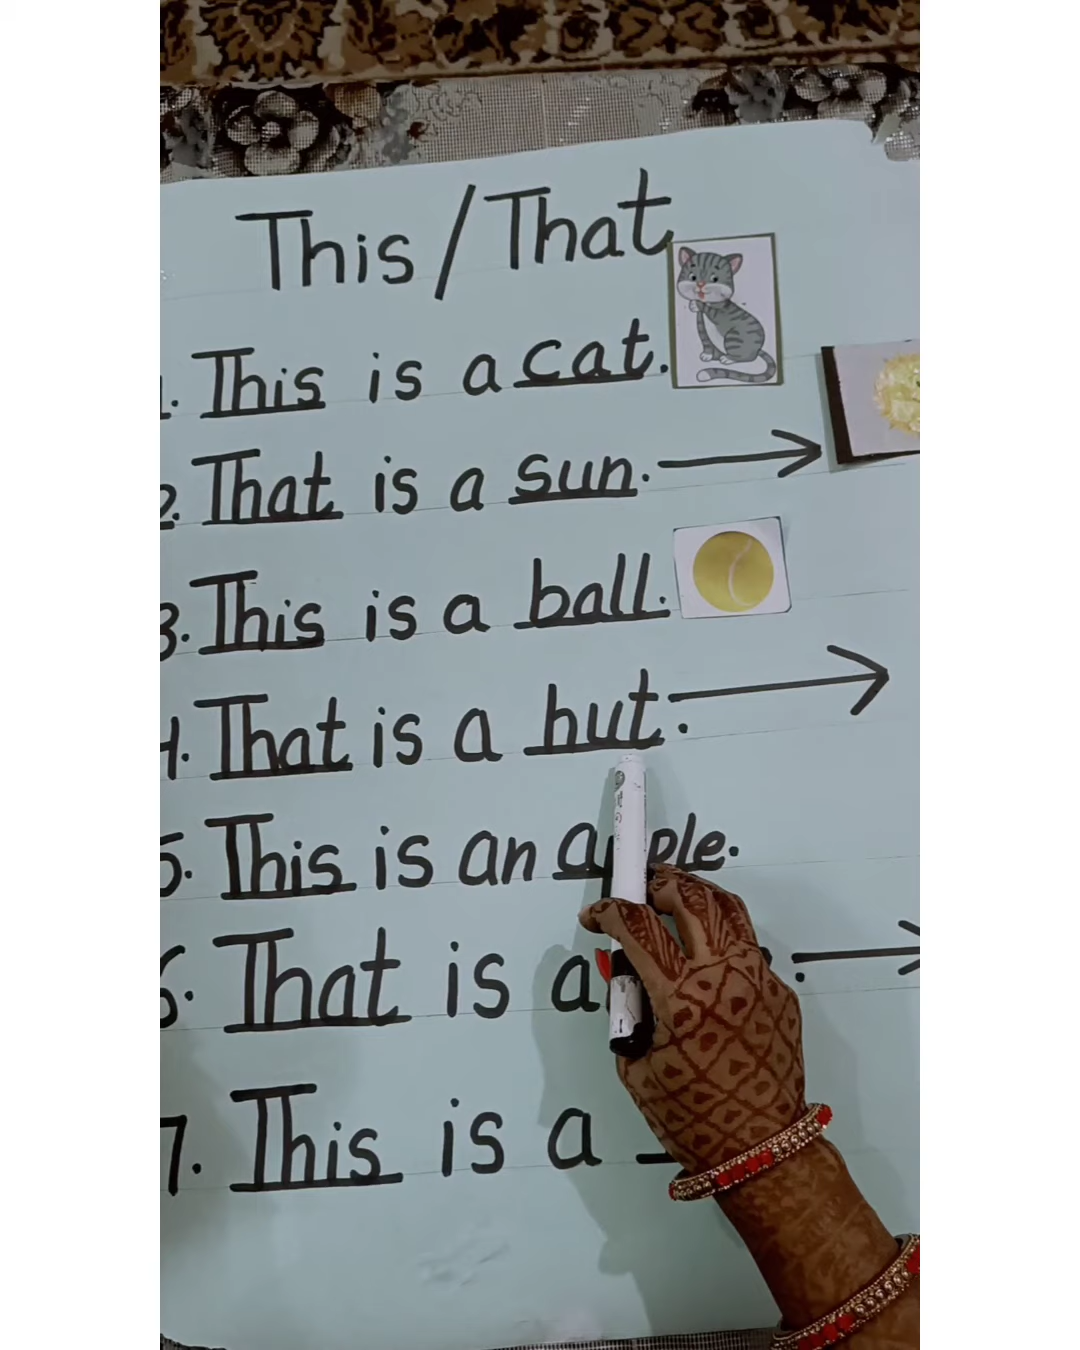 This / That
1. This is a cat.
2. That is a sun.
3. This is a ball.
4. That is a hut.
5. This is an
6. That is a
7. This is a